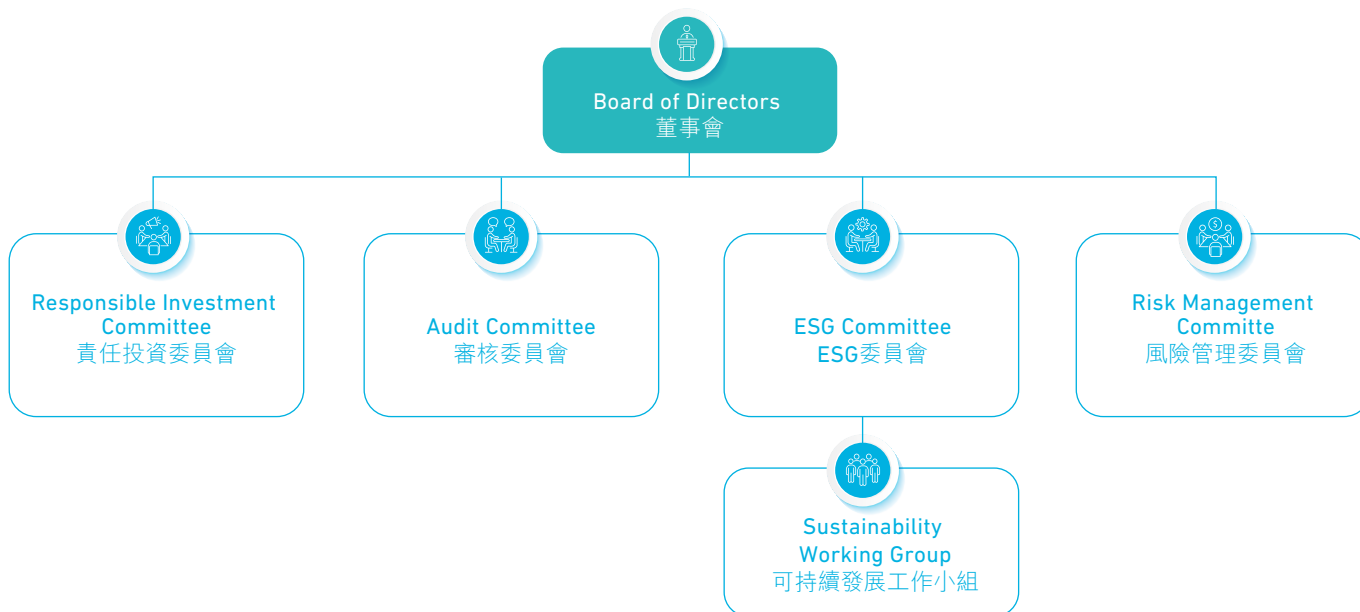 Board of Directors
董事會
Responsible Investment
Committee
責任投資委員會
Audit Committee
審核委員會
ESG Committee
ESG委員會
Risk Management
Committe
風險管理委員會
Sustainability
Working Group
可持續發展工作小組